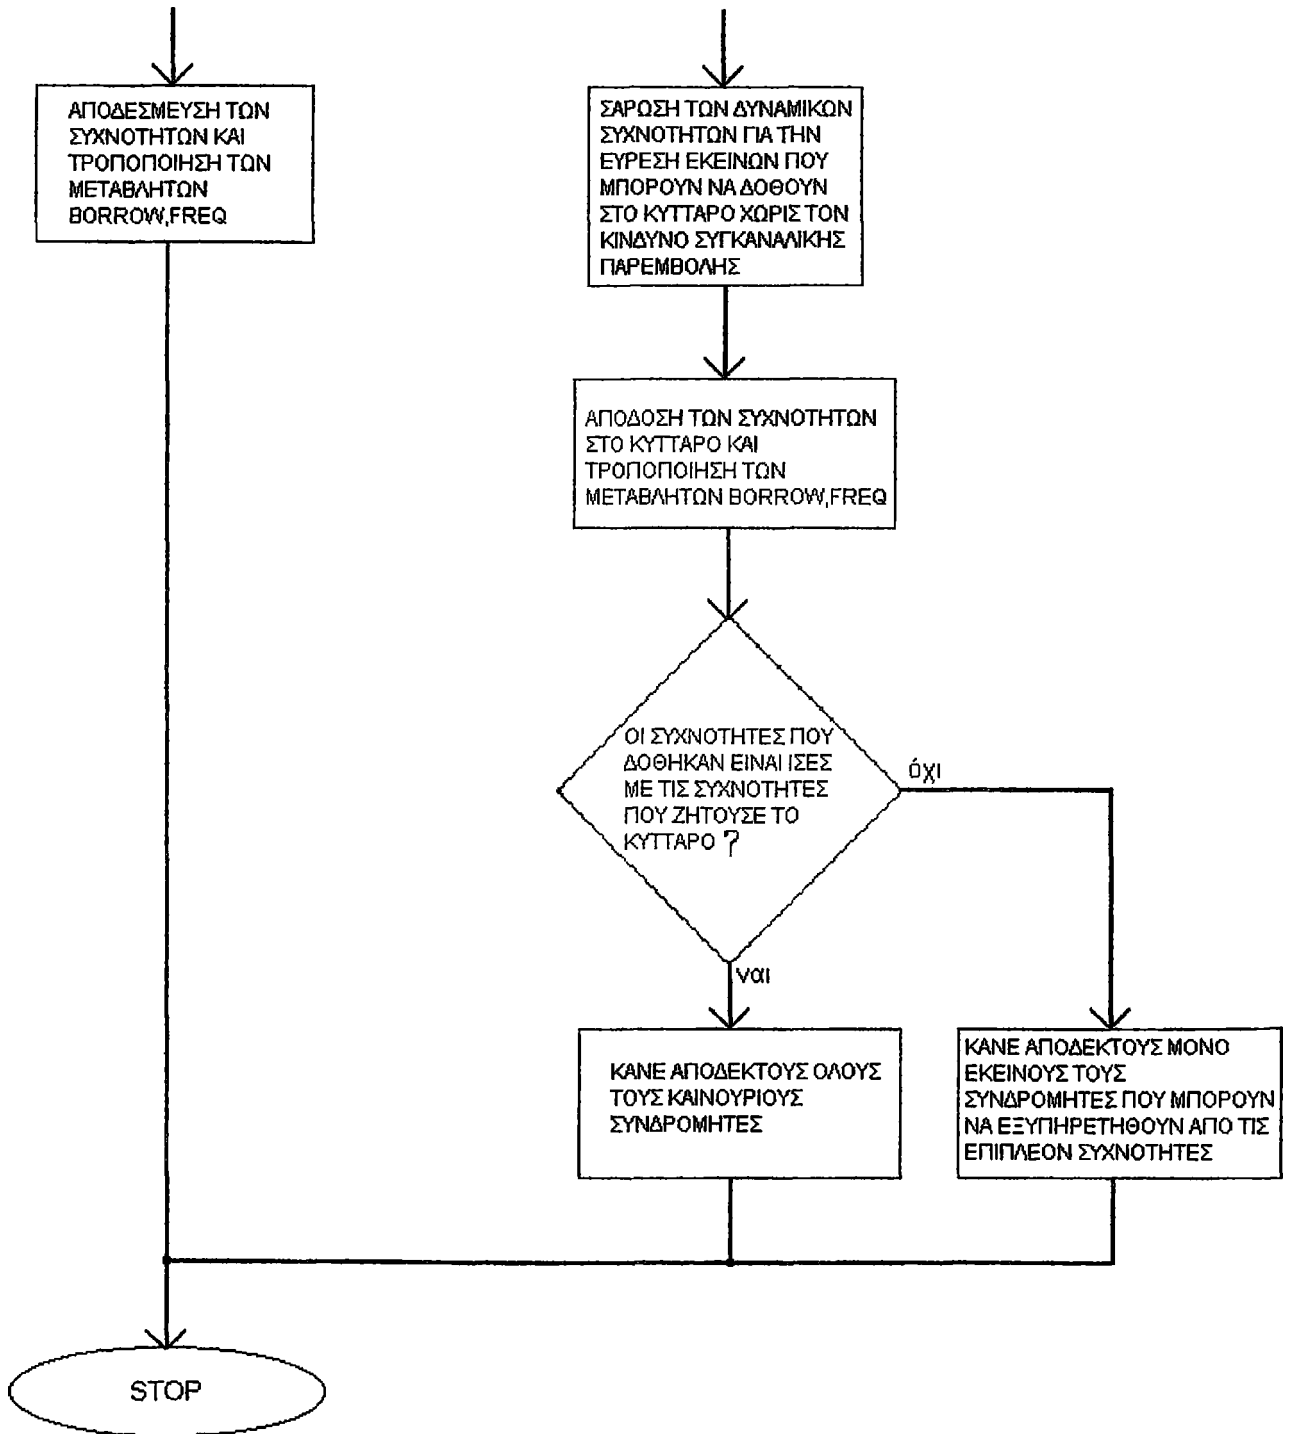 ΑΠΟΔΕΣΜΕΥΣΗ ΤΩΝ
ΣΥΧΝΟΤΗΤΩΝ ΚΑΙ
ΤΡΟΠΟΠΟΙΗΣΗ ΤΩΝ
ΜΕΤΑΒΛΗΤΩΝ
BORROW,FREQ
ΣΑΡΩΣΗ ΤΩΝ ΔΥΝΑΜΙΚΩΝ
ΣΥΧΝΟΤΗΤΩΝ ΓΙΑ ΤΗΝ
ΕΥΡΕΣΗ ΕΚΕΙΝΩΝ ΠΟΥ
ΜΠΟΡΟΥΝ ΝΑ ΔΟΘΟΥΝ
ΣΤΟ ΚΥΤΤΑΡΟ ΧΩΡΙΣ ΤΟΝ
ΚΙΝΔΥΝΟ ΣΥΓΚΑΝΑΛΙΚΗΣ
ΠΑΡΕΜΒΟΛΗΣ
ΑΠΟΔΟΣΗ ΤΩΝ ΣΥΧΝΟΤΗΤΩΝ
ΣΤΟ ΚΥΤΤΑΡΟ ΚΑΙ
ΤΡΟΠΟΠΟΙΗΣΗ ΤΩΝ
ΜΕΤΑΒΛΗΤΩΝ BORROW,FREQ
ΟΙ ΣΥΧΝΟΤΗΤΕΣ ΠΟΥ
ΔΟΘΗΚΑΝ ΕΙΝΑΙ ΙΣΕΣ
ΜΕ ΤΙΣ ΣΥΧΝΟΤΗΤΕΣ
ΠΟΥ ΖΗΤΟΥΣΕ ΤΟ
ΚΥΤΤΑΡΟ ?
όχι
ναι
ΚΑΝΕ ΑΠΟΔΕΚΤΟΥΣ ΟΛΟΥΣ
ΤΟΥΣ ΚΑΙΝΟΥΡΙΟΥΣ
ΣΥΝΔΡΟΜΗΤΕΣ
ΚΑΝΕ ΑΠΟΔΕΚΤΟΥΣ ΜΟΝΟ
ΕΚΕΙΝΟΥΣ ΤΟΥΣ
ΣΥΝΔΡΟΜΗΤΕΣ ΠΟΥ ΜΠΟΡΟΥΝ
ΝΑ ΕΞΥΠΗΡΕΤΗΘΟΥΝ ΑΠΟ ΤΙΣ
ΕΠΙΠΛΕΟΝ ΣΥΧΝΟΤΗΤΕΣ
STOP